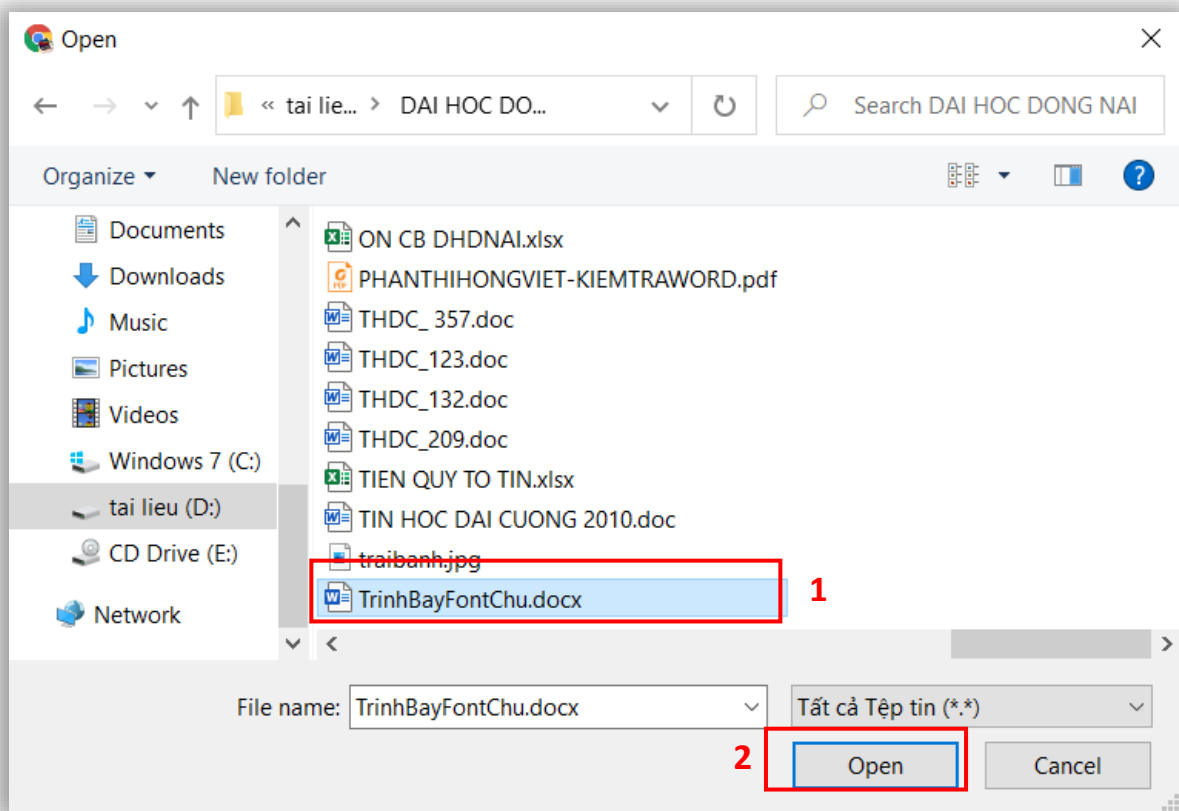 Open
« tai lie... > DAI HOC DO... Search DAI HOC DONG NAI
Organize New folder
Documents
Downloads
Music
Pictures
Videos
Windows 7 (C:)
tai lieu (D:)
CD Drive (E:)
Network
ON CB DHDNAI.xlsx
PHANTHIHONGVIET-KIEMTRAWORD.pdf
THDC_ 357.doc
THDC_123.doc
THDC_132.doc
THDC_209.doc
TIEN QUY TO TIN.xlsx
TIN HOC DAI CUONG 2010.doc
traibanh.jpg
TrinhBayFontChu.docx 1
File name: TrinhBayFontChu.docx Tất cả Tệp tin (*.*)
2 Open Cancel